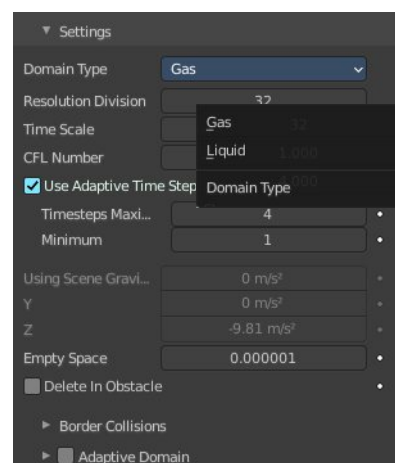 Settings
Domain Type Gas
Resolution Division 32
Time Scale
Gas
32
CFL Number
Liquid
1.000
Use Adaptive Time Step
Domain Type
Timesteps Maxi... 4
Minimum 1
Using Scene Gravi... 0 m/s²
Y 0 m/s²
Z -9.81 m/s²
Empty Space 0.000001
Delete In Obstacle
Border Collisions
Adaptive Domain